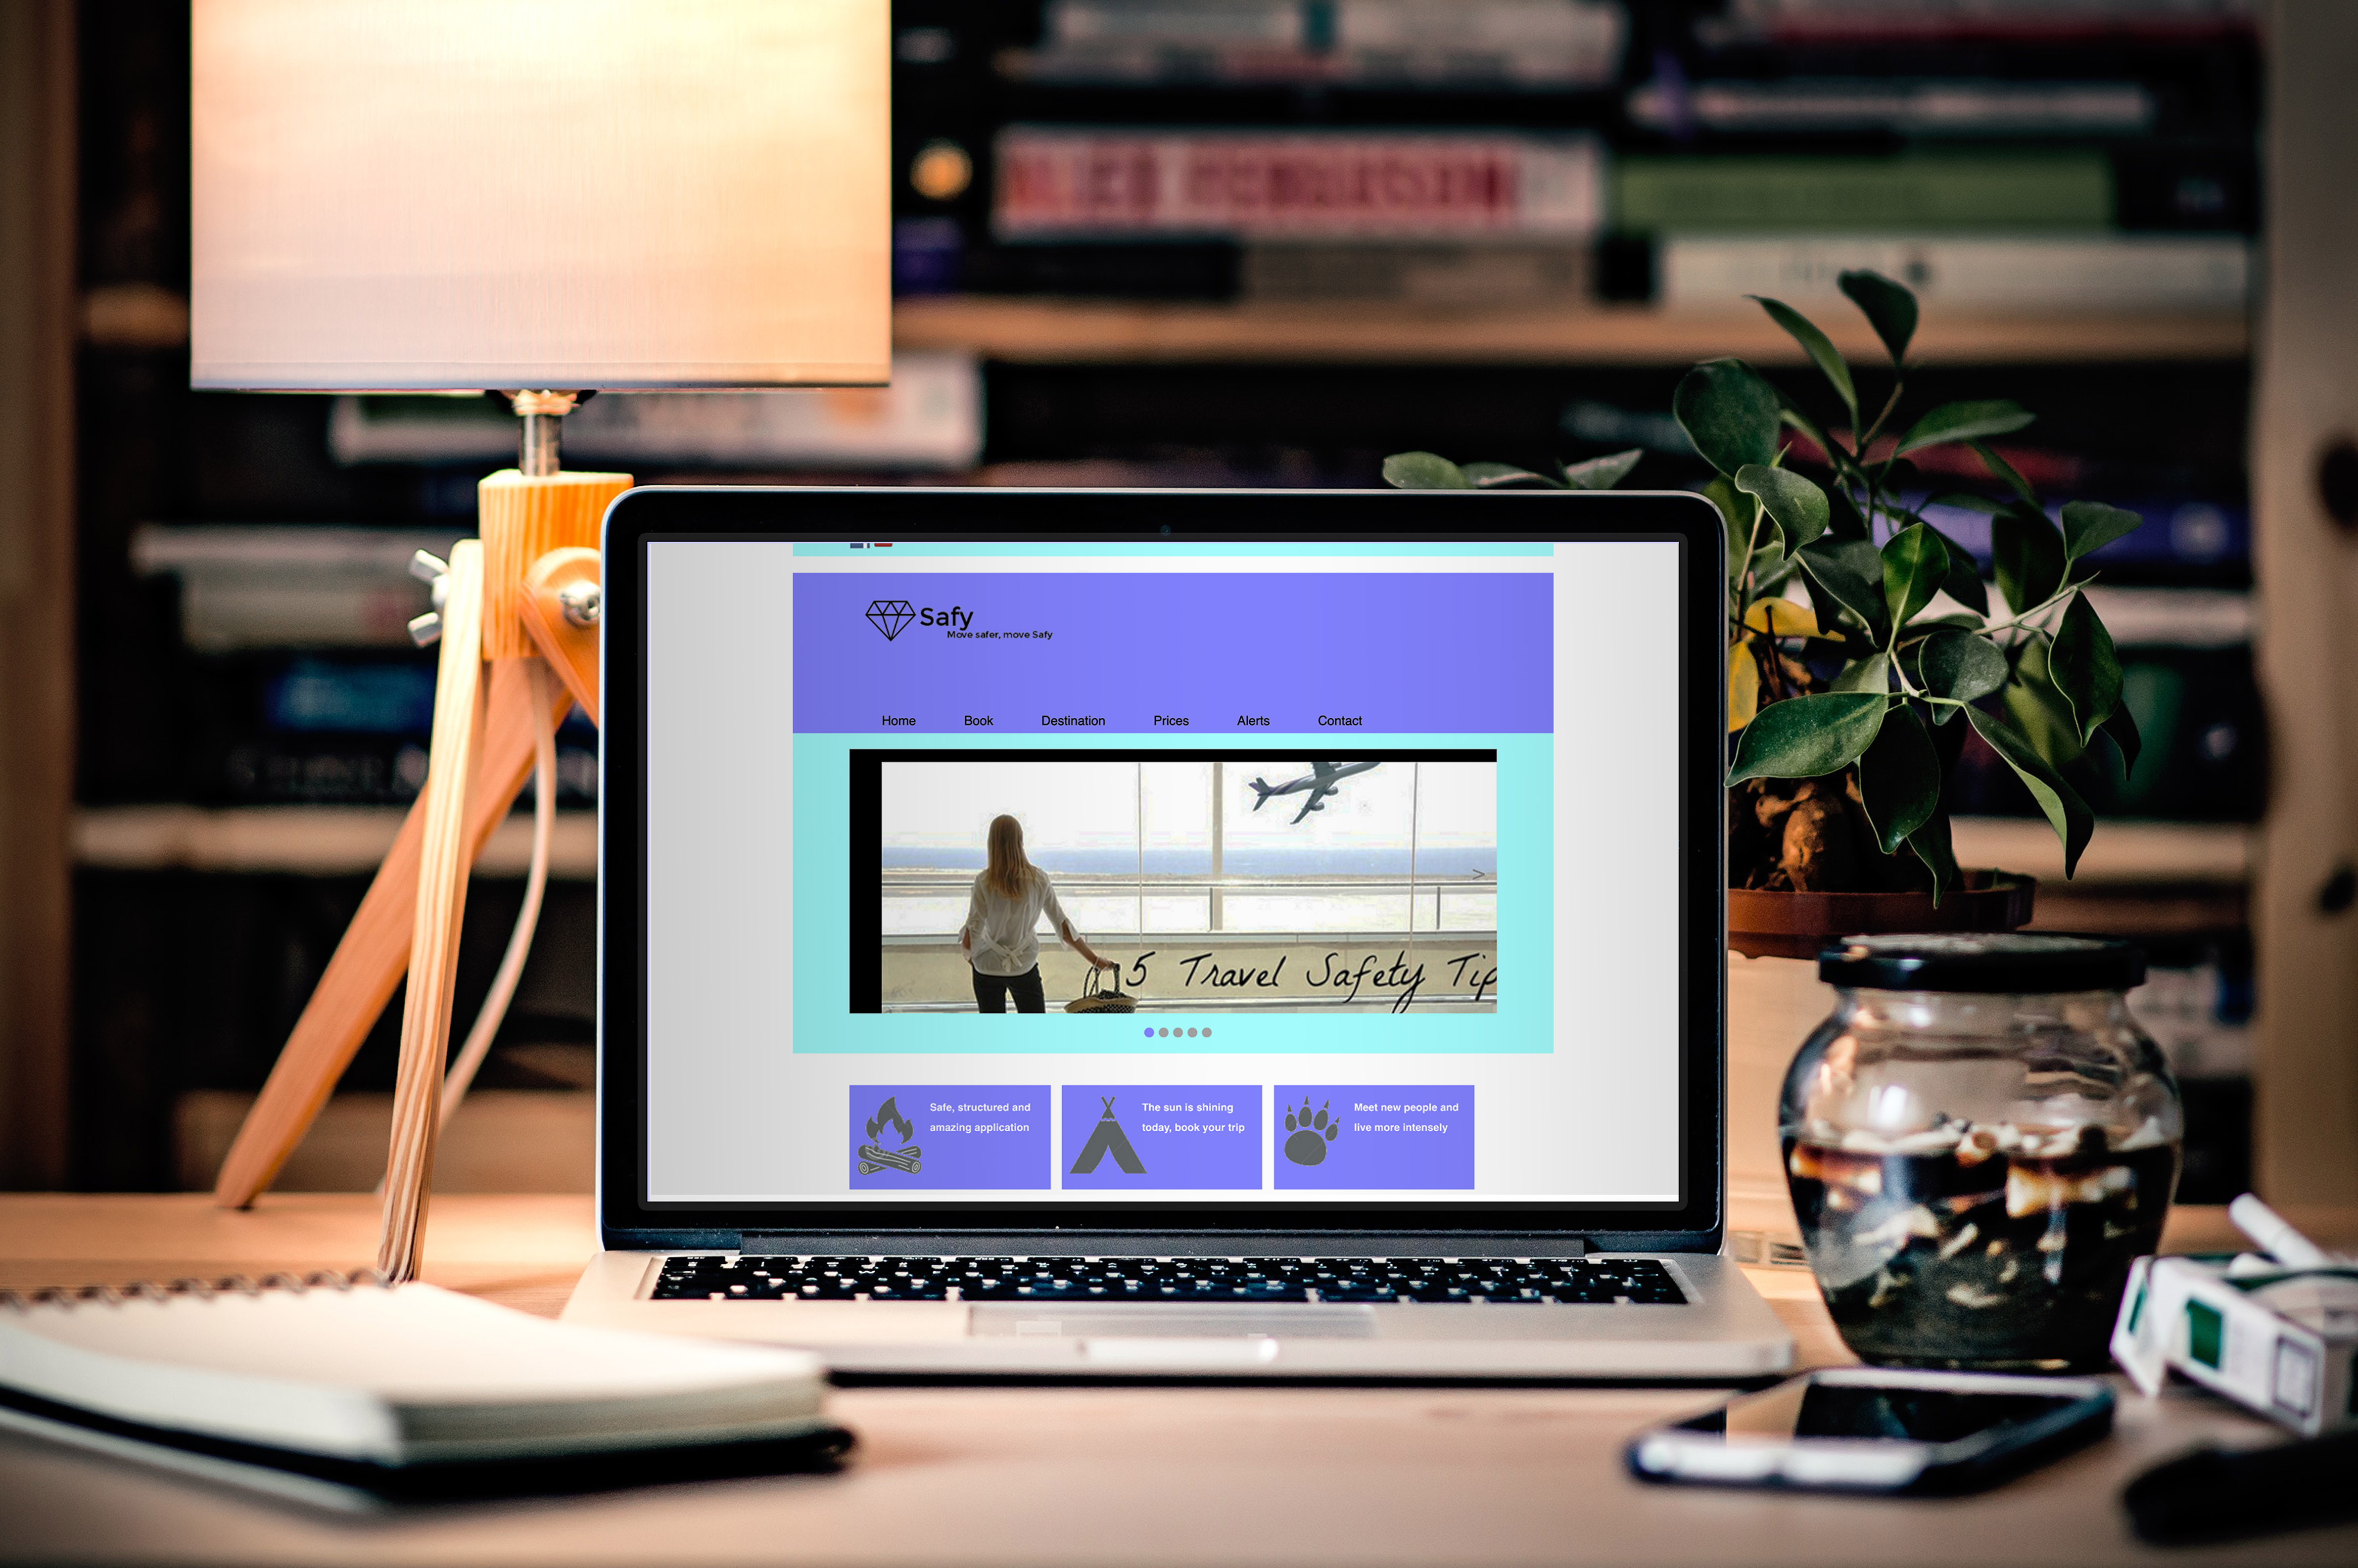 Safy
Move safer, move Safy
Home Book Destination Prices Alerts Contact
>
5 Travel Safety Tip
Safe, structured and
amazing application
The sun is shining
today, book your trip
Meet new people and
live more intensely